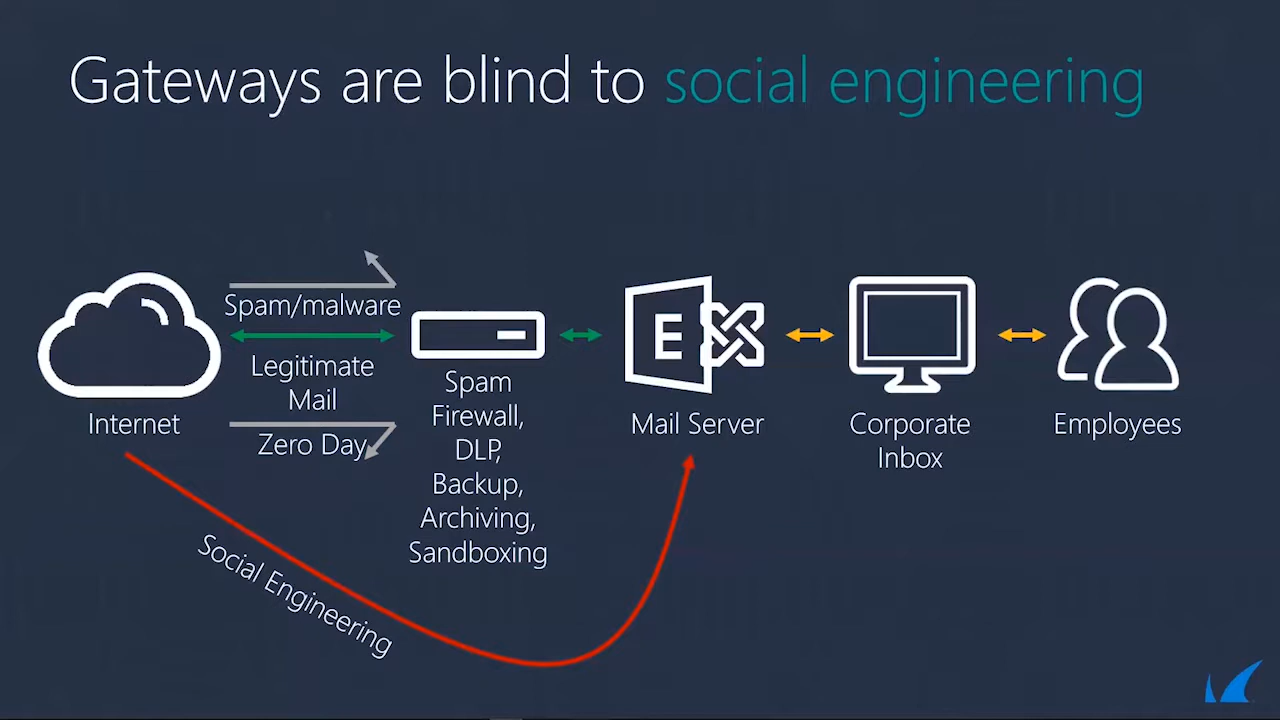 Gateways are blind to social engineering
Spam/malware
Legitimate
Mail
Zero Day
Internet
Spam
Firewall,
DLP,
Backup,
Archiving,
Sandboxing
E
Mail Server
Corporate
Inbox
Employees
Social Engineering